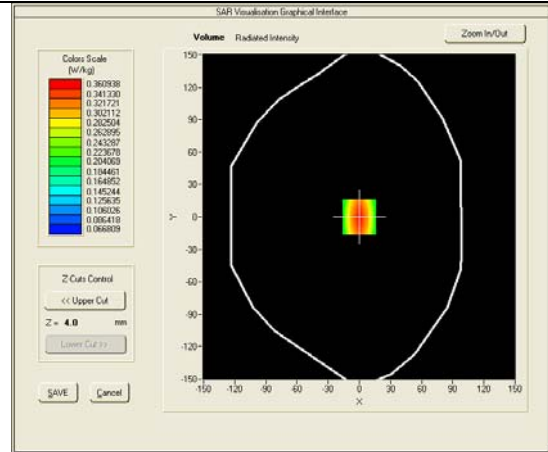 SAR Visualisation Graphical Interface
Volume Radiated Intensity
Zoom In/Out
Colors Scale
(W/kg)
0.360938
0.341330
0.321721
0.302112
0.282504
0.262895
0.243287
0.223678
0.204069
0.184461
0.164852
0.145244
0.125635
0.106026
0.086418
0.066809
Z Cuts Control
<< Upper Cut
Z = 4.0 mm
Lower Cut >>
SAVE
Cancel
150
120
90
60
30
0
-30
-60
-90
-120
-150
Y
-150 -120 -90 -60 -30 0 30 60 90 120 150
X